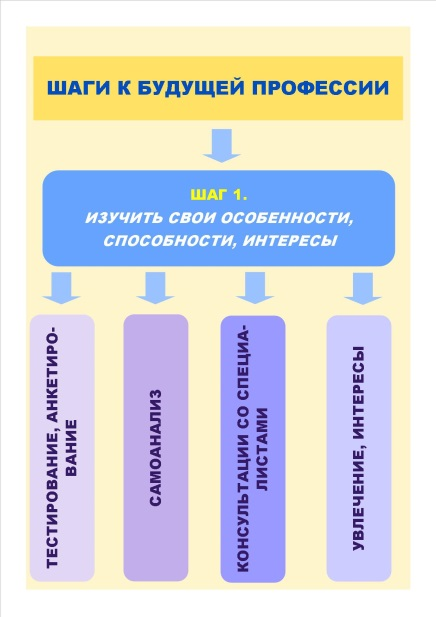 ШАГИ К БУДУЩЕЙ ПРОФЕССИИ
ШАГ 1.
ИЗУЧИТЬ СВОИ ОСОБЕННОСТИ,
СПОСОБНОСТИ, ИНТЕРЕСЫ
ТЕСТИРОВАНИЕ, АНКЕТИРО-
ВАНИЕ
САМОАНАЛИЗ
КОНСУЛЬТАЦИИ СО СПЕЦИА-
ЛИСТАМИ
УВЛЕЧЕНИЕ, ИНТЕРЕСЫ